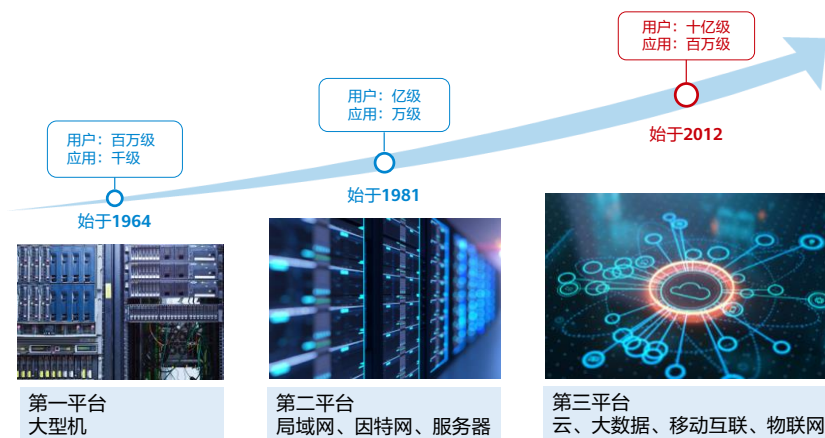 用户：十亿级
应用：百万级
始于2012
用户：亿级
应用：万级
始于1981
用户：百万级
应用：千级
始于1964
第一平台
大型机
第二平台
局域网、因特网、服务器
第三平台
云、大数据、移动互联、物联网